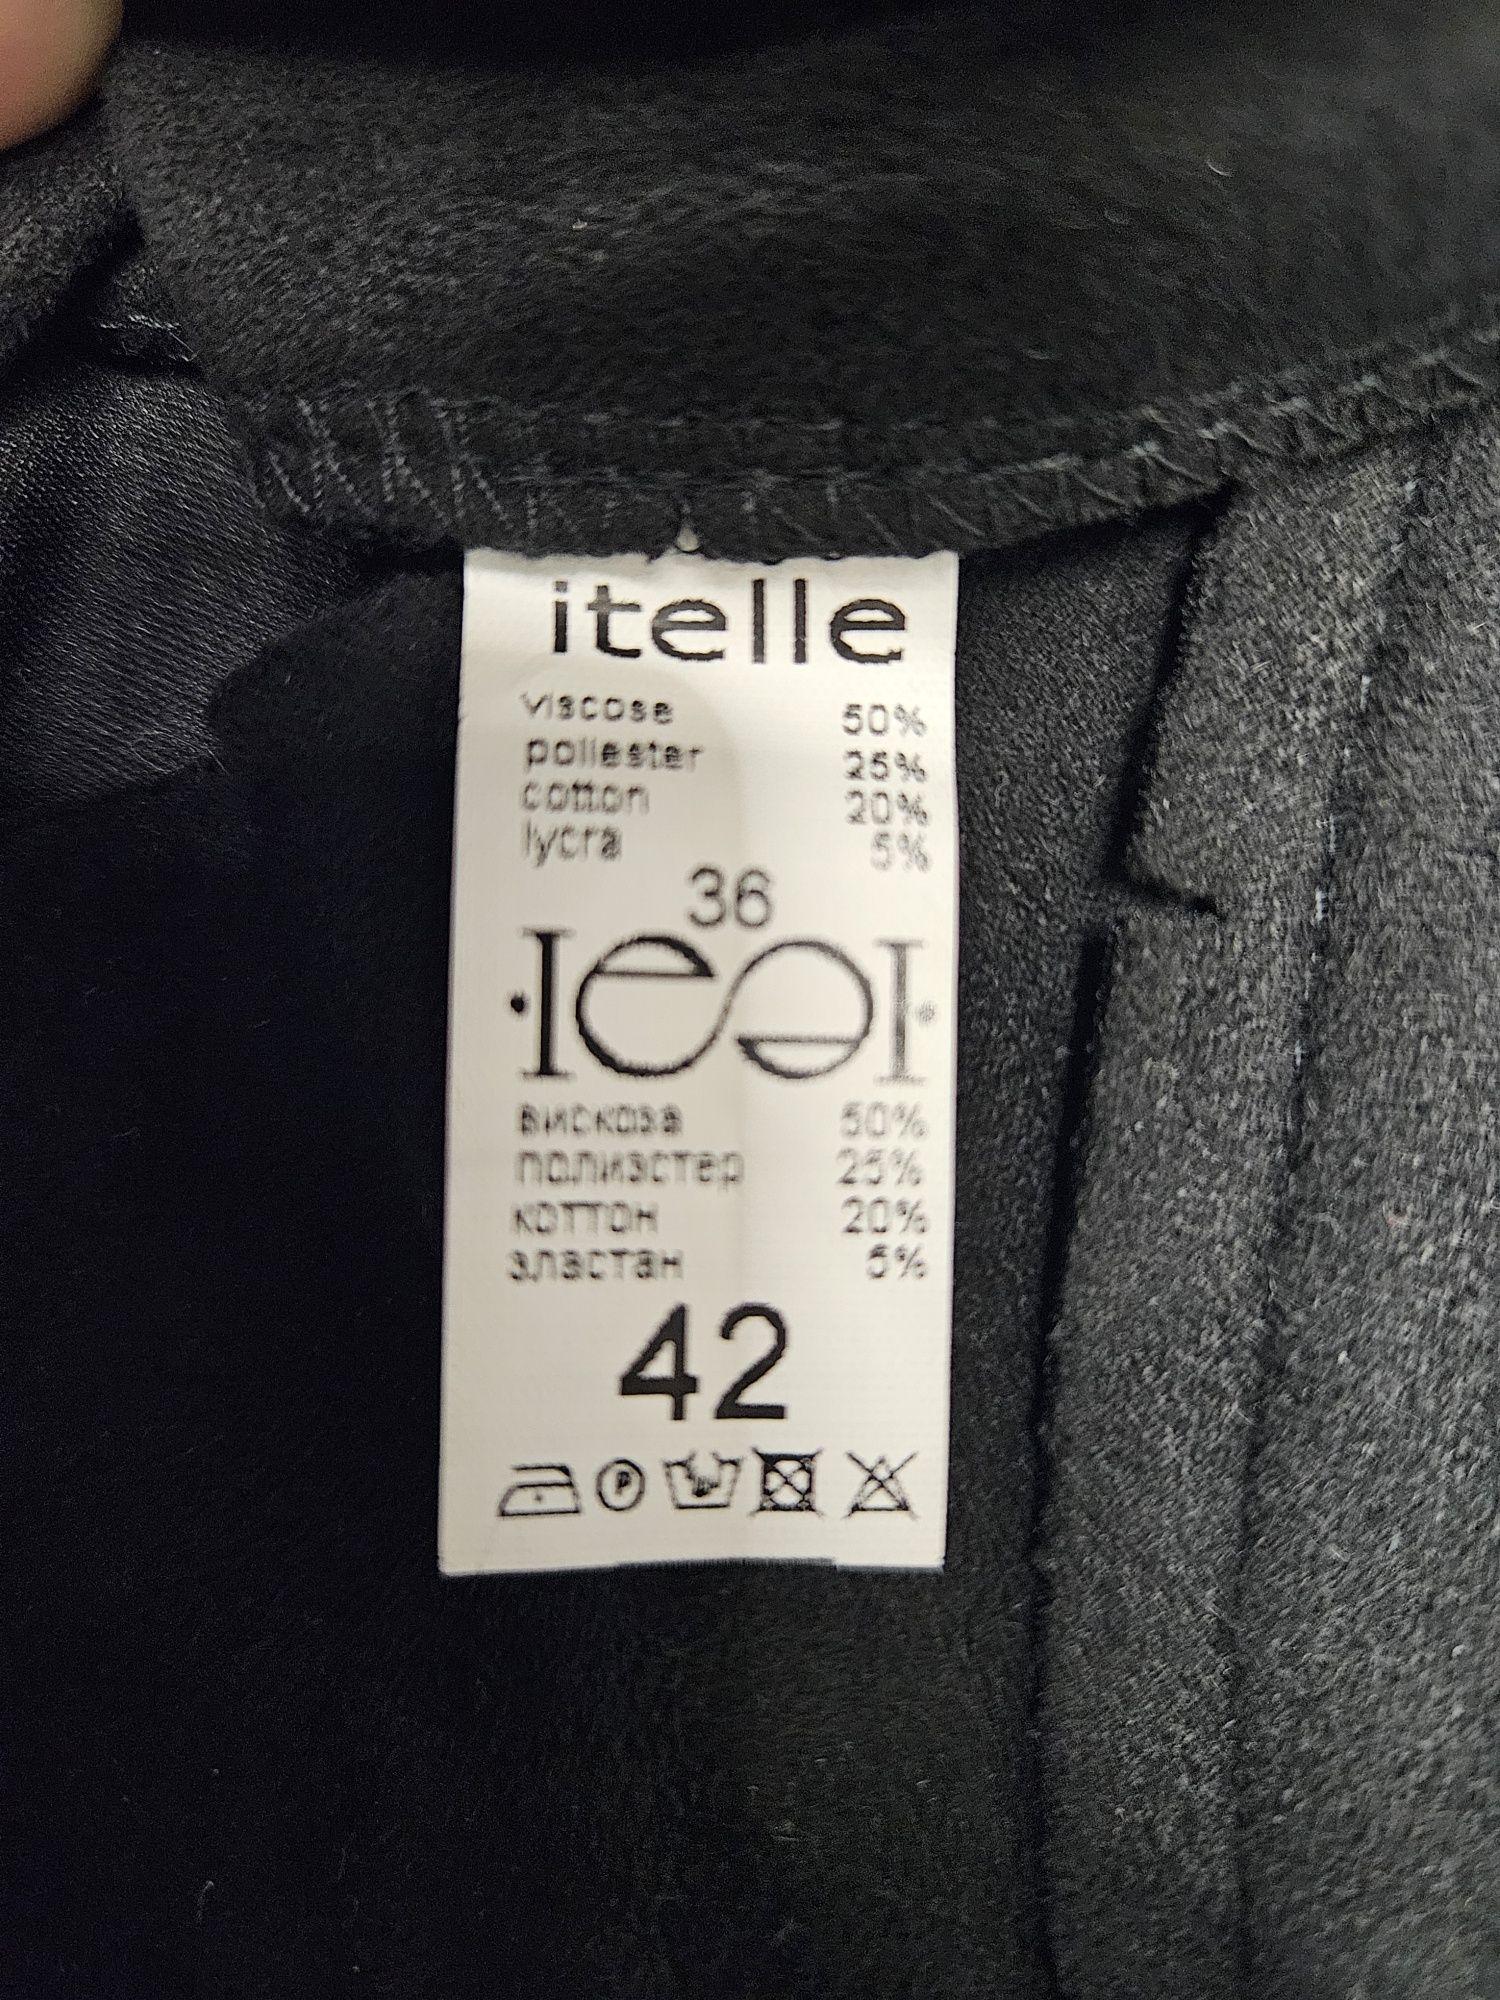 itelle
viscose 50%
poliester 25%
cotton 20%
lycra 5%
36
вискоза 50%
полиэстер 25%
коттон 20%
эластан 5%
42
P